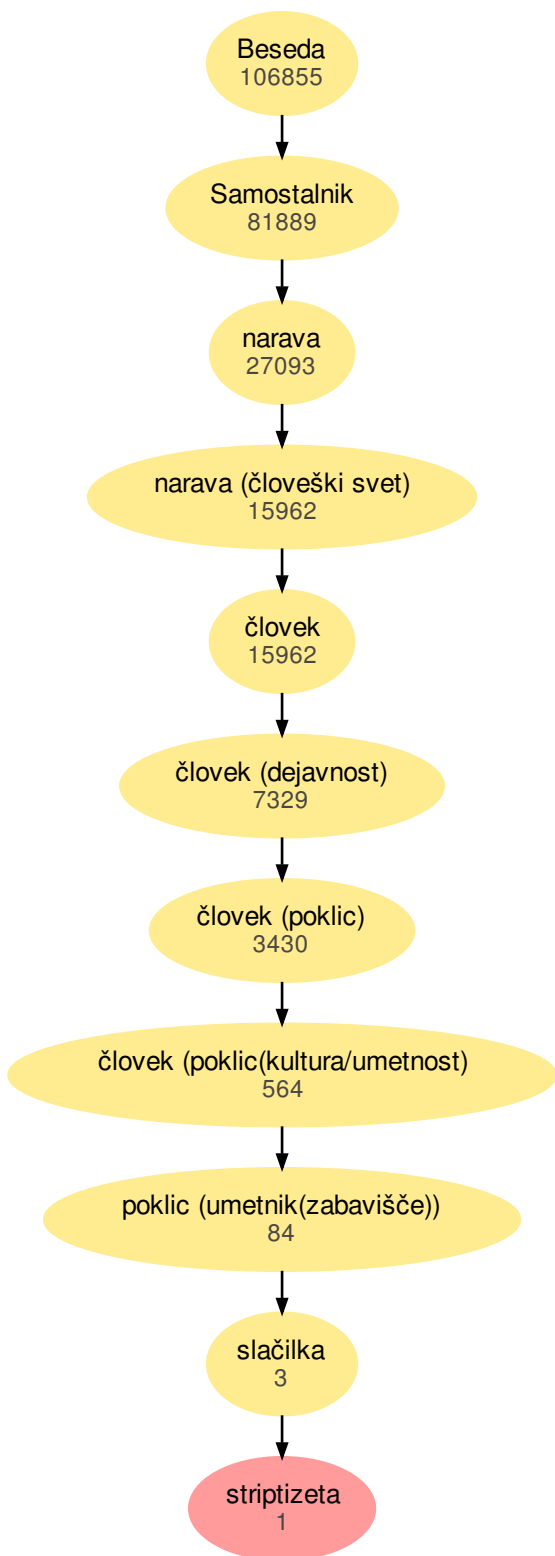 Beseda
106855
Samostalnik
81889
narava
27093
narava (človeški svet)
15962
človek
15962
človek (dejavnost)
7329
človek (poklic)
3430
človek (poklic(kultura/umetnost)
564
poklic (umetnik(zabavišče))
84
slačilka
3
striptizeta
1